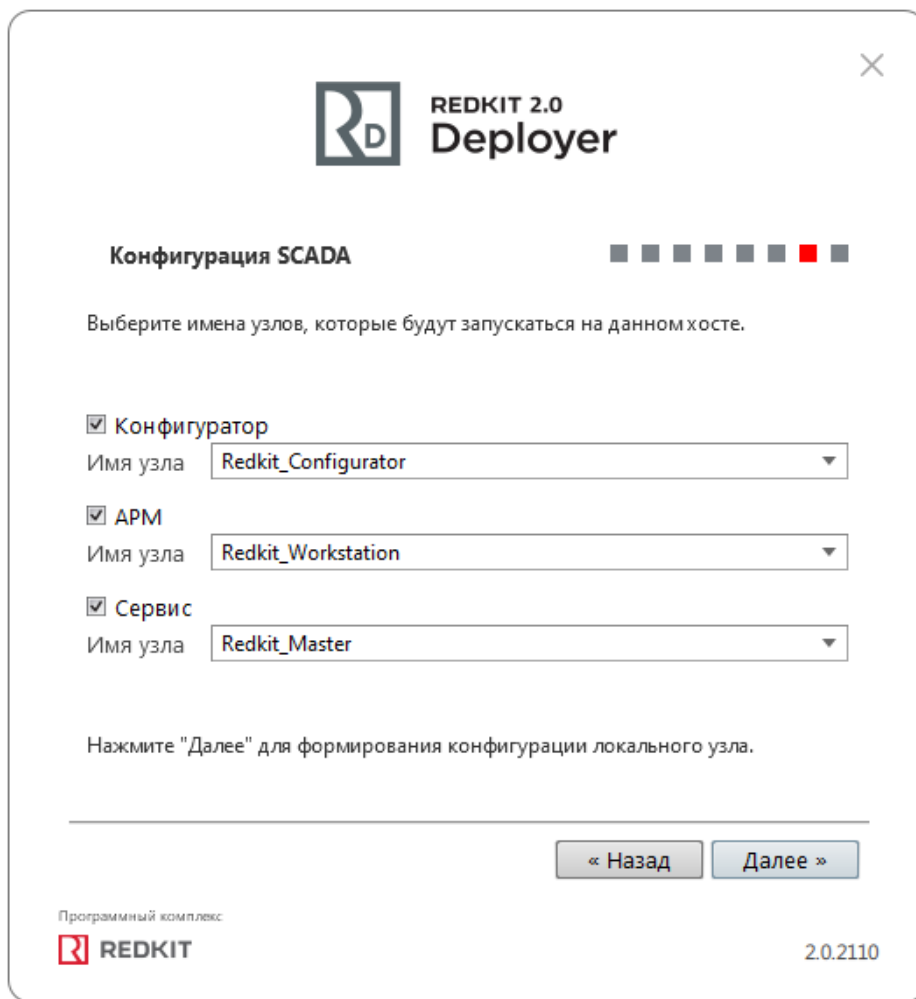 REDKIT 2.0
Deployer
Конфигурация SCADA
Выберите имена узлов, которые будут запускаться на данном хосте.
Конфигуратор
Имя узла Redkit_Configurator
АРМ
Имя узла Redkit_Workstation
Сервис
Имя узла Redkit_Master
Нажмите "Далее" для формирования конфигурации локального узла.
« Назад Далее »
Программный комплекс
REDKIT
2.0.2110